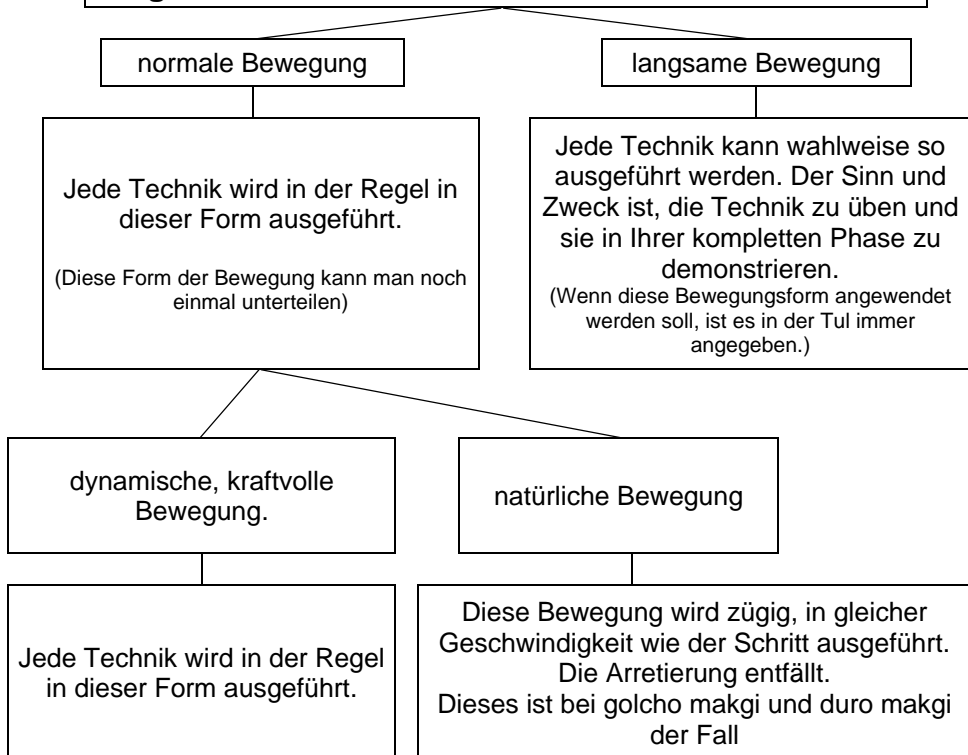 normale Bewegung
langsame Bewegung
Jede Technik wird in der Regel in
dieser Form ausgeführt.
(Diese Form der Bewegung kann man noch
einmal unterteilen)
Jede Technik kann wahlweise so
ausgeführt werden. Der Sinn und
Zweck ist, die Technik zu üben und
sie in Ihrer kompletten Phase zu
demonstrieren.
(Wenn diese Bewegungsform angewendet
werden soll, ist es in der Tul immer
angegeben.)
dynamische, kraftvolle
Bewegung.
natürliche Bewegung
Jede Technik wird in der Regel
in dieser Form ausgeführt.
Diese Bewegung wird zügig, in gleicher
Geschwindigkeit wie der Schritt ausgeführt.
Die Arretierung entfällt.
Dieses ist bei golcho makgi und duro makgi
der Fall